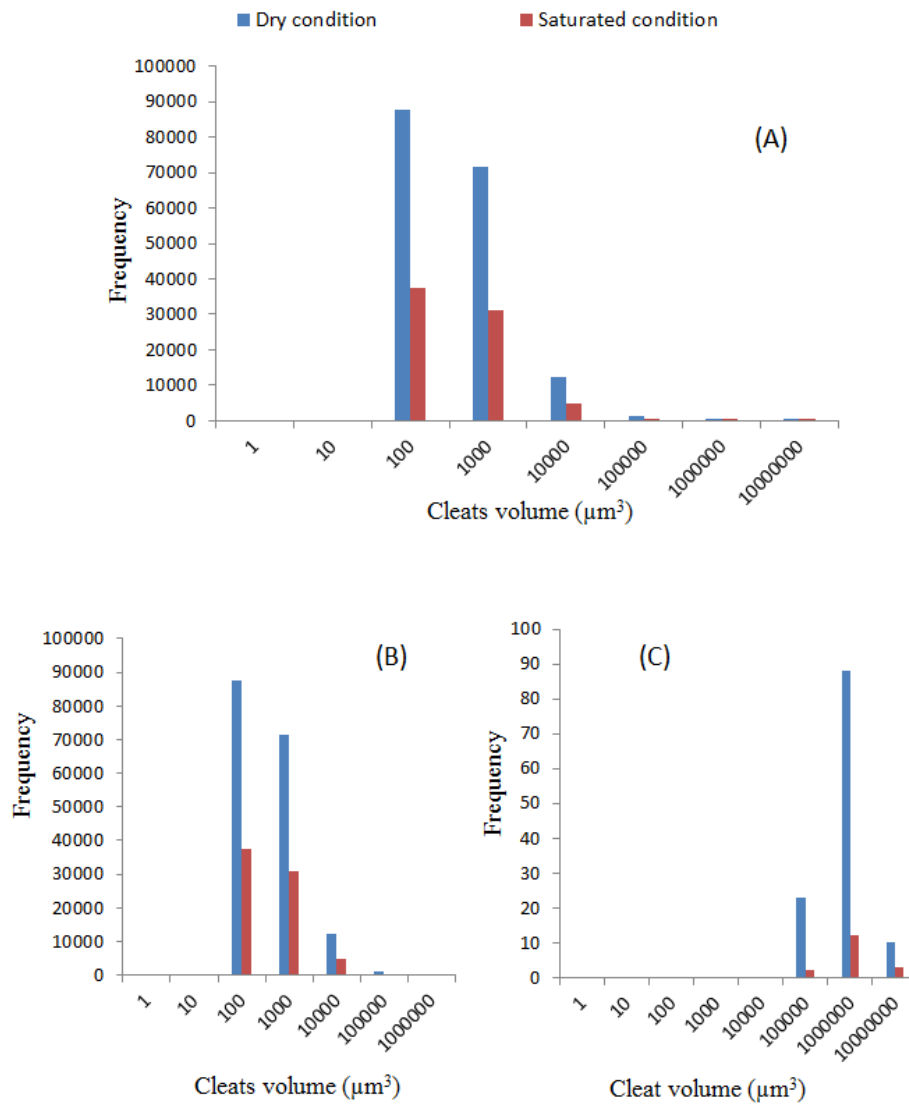 Dry condition Saturated condition
100000
90000
80000
70000
60000
50000
40000
30000
20000
10000
0
Frequency
(A)
1 10 100 1000 10000 100000 1000000 10000000
Cleats volume (µm³)
100000
90000
80000
70000
60000
50000
40000
30000
20000
10000
0
Frequency
(B)
1 10 100 1000 10000 100000 1000000
Cleats volume (µm³)
100
90
80
70
60
50
40
30
20
10
0
Frequency
(C)
1 10 100 1000 10000 100000 1000000 10000000
Cleat volume (µm³)